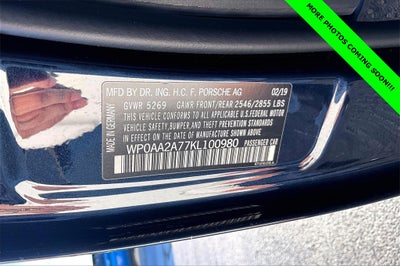 MORE PHOTOS COMING SOON!!!
MFD BY DR. ING. H.C. F. PORSCHE AG 02/19
MADE IN GERMANY
GVWR 5269 GAWR FRONT/REAR 2546/2855 LBS
THIS VEHICLE CONFORMS TO ALL APPLICABLE
U.S.FEDERAL MOTOR
VEHICLE SAFETY, BUMPER, AND THEFT
PREVENTION STANDARDS IN
EFFECT ON THE DATE OF MANUFACTURE SHOWN ABOVE
WP0AA2A77KL100980 PASSENGER CAR